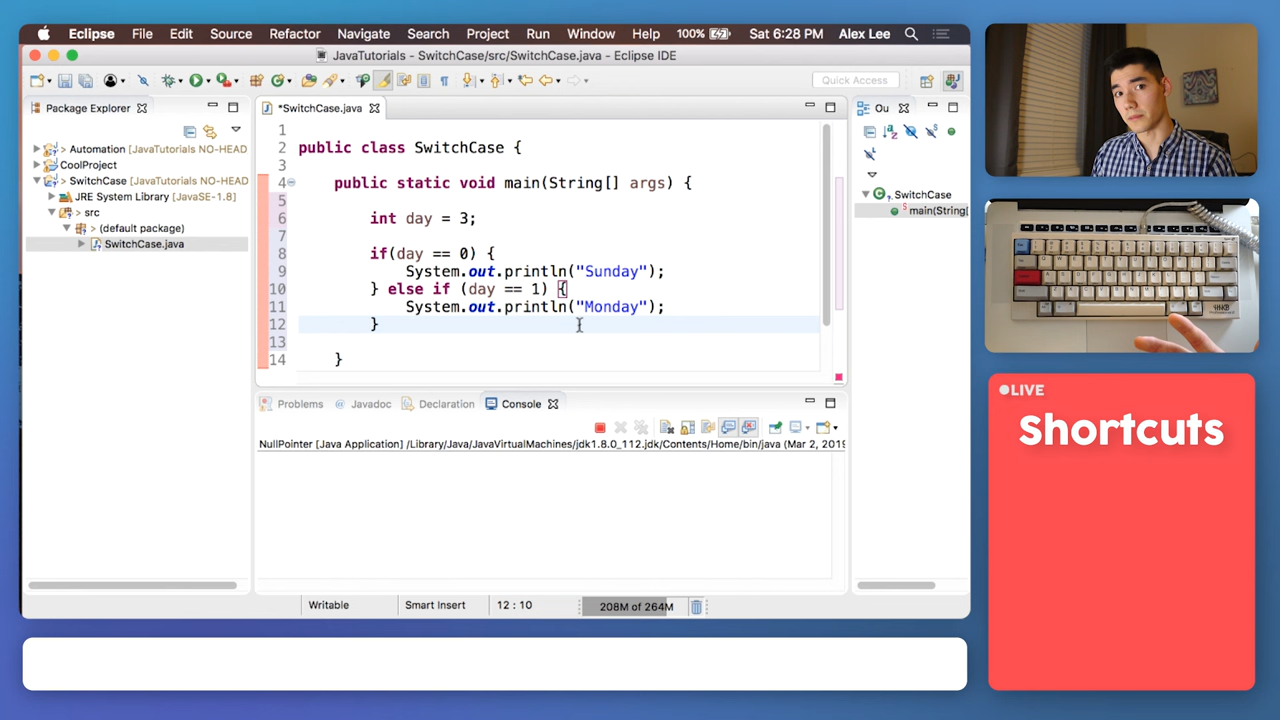 Eclipse File Edit Source Refactor Navigate Search Project Run Window Help 100% Sat 6:28 PM Alex Lee
JavaTutorials - SwitchCase/src/SwitchCase.java - Eclipse IDE
Quick Access
Package Explorer
*SwitchCase.java
Ou
> Automation [JavaTutorials NO-HEAD
CoolProject
> SwitchCase [JavaTutorials NO-HEAD
JRE System Library [JavaSE-1.8]
> src
> (default package)
SwitchCase.java
1
2 public class SwitchCase {
3
4 public static void main(String[] args) {
5
6 int day = 3;
7
8 if(day == 0) {
9 System.out.println("Sunday");
10 } else if (day == 1) {
11 System.out.println("Monday");
12 }
13
14 }
SwitchCase
main(String[
Problems @ Javadoc Declaration Console
NullPointer [Java Application] /Library/Java/JavaVirtualMachines/jdk1.8.0_112.jdk/Contents/Home/bin/java (Mar 2, 2019
Writable Smart Insert 12 : 10 208M of 264M
LIVE
Shortcuts